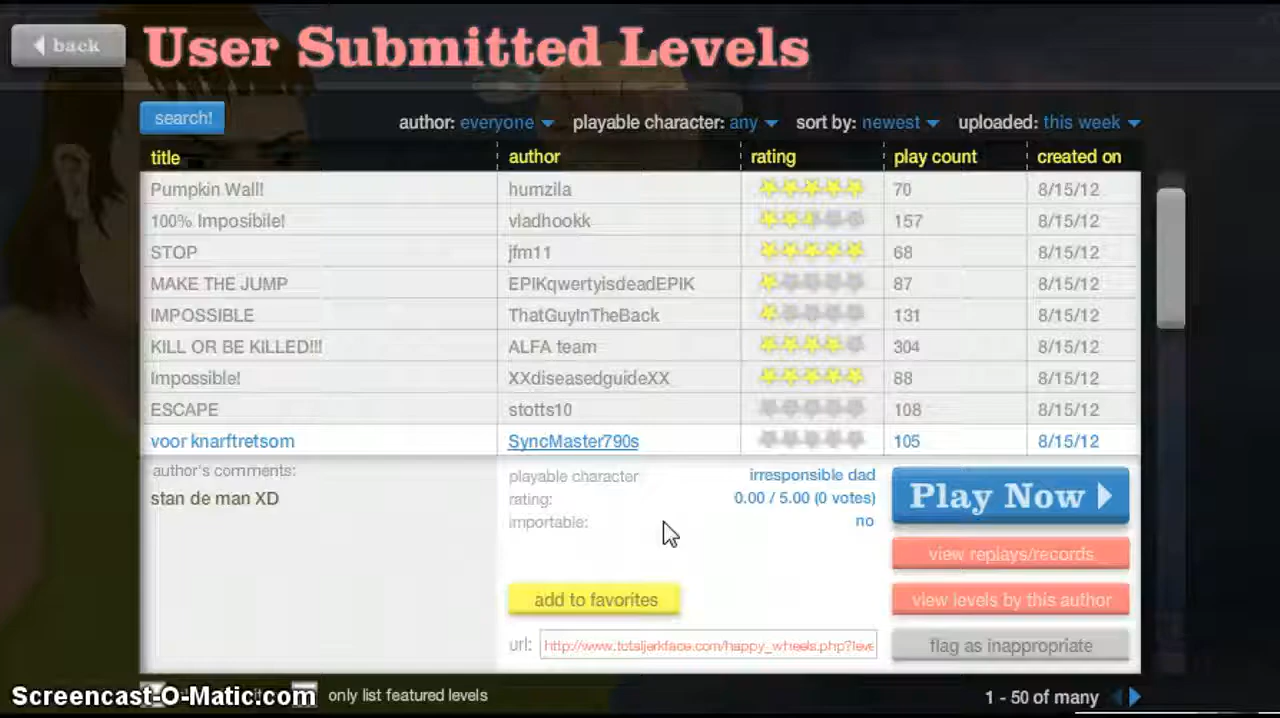 back
User Submitted Levels
search!
author: everyone playable character: any sort by: newest uploaded: this week
title author rating play count created on
Pumpkin Wall! humzila 70 8/15/12
100% Imposibile! vladhookk 157 8/15/12
STOP jfm11 68 8/15/12
MAKE THE JUMP EPIKqwertyisdeadEPIK 87 8/15/12
IMPOSSIBLE ThatGuyInTheBack 131 8/15/12
KILL OR BE KILLED!!! ALFA team 304 8/15/12
Impossible! XXdiseasedguideXX 88 8/15/12
ESCAPE stotts10 108 8/15/12
voor knarftretsom SyncMaster790s 105 8/15/12
author's comments:
stan de man XD
playable character irresponsible dad
rating: 0.00 / 5.00 (0 votes)
importable: no
Play Now
view replays/records
add to favorites
view levels by this author
url: http://www.totaljerkface.com/happy_wheels.php?leve
flag as inappropriate
Screencast-O-Matic.com
only list featured levels
1 - 50 of many